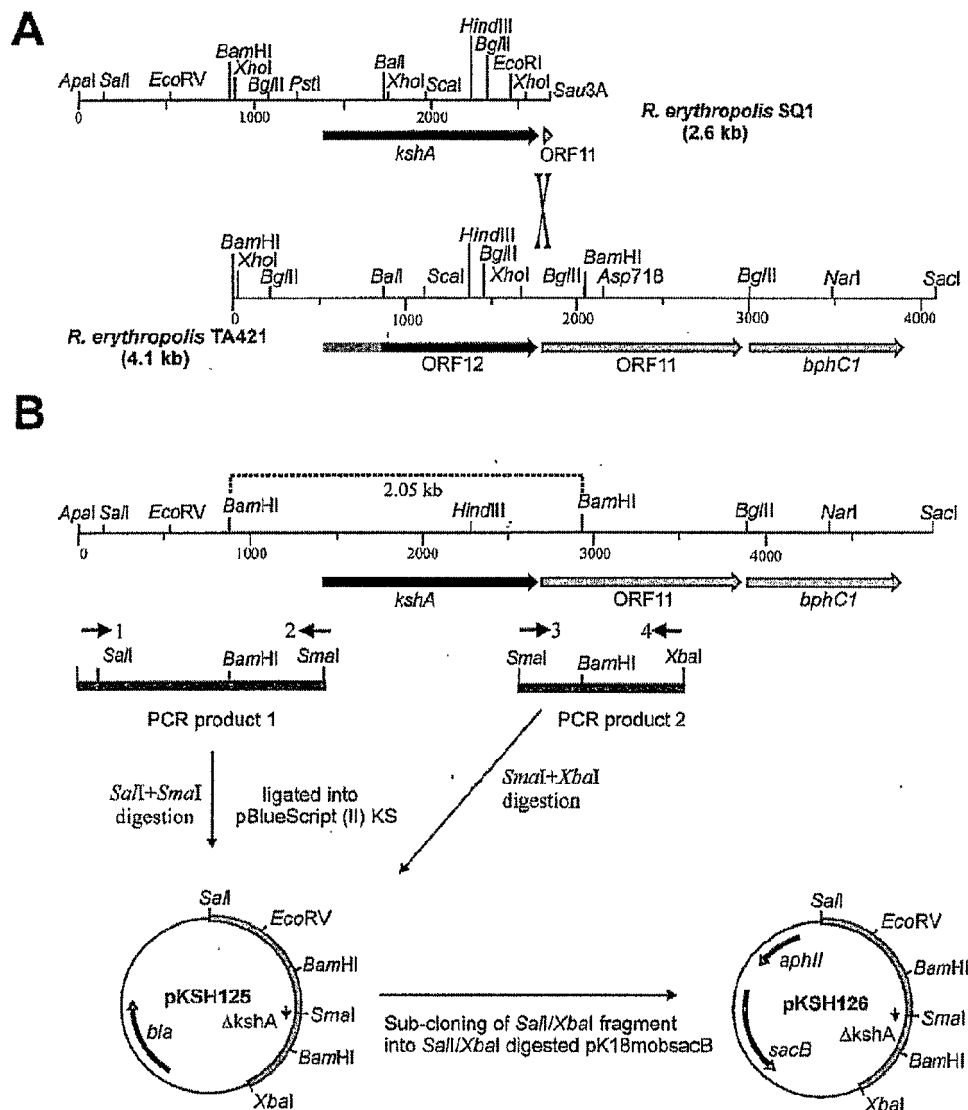 A
HindIII
BamHI BglII
XhoI BalI EcoRI
ApaI SalI EcoRV BglII PstI XhoI ScaI XhoI Sau3A
0 1000 2000
R. erythropolis SQ1
(2.6 kb)
kshA ORF11
HindIII
BamHI BglII BamHI
XhoI BglII BalI ScaI XhoI BglII Asp718 BglII NarI SacI
0 1000 2000 3000 4000
R. erythropolis TA421
(4.1 kb)
ORF12 ORF11 bphC1
B
2.05 kb
ApaI SalI EcoRV BamHI HindIII BamHI BglII NarI SacI
0 1000 2000 3000 4000
kshA ORF11 bphC1
1 2 3 4
SalI BamHI SmaI SmaI BamHI XbaI
PCR product 1 PCR product 2
SalI+SmaI
digestion
ligated into
pBlueScript (II) KS
SmaI+XbaI
digestion
SalI
EcoRV
BamHI
pKSH125
SmaI
ΔkshA
bla
BamHI
XbaI
Sub-cloning of SalI/XbaI fragment
into SalI/XbaI digested pK18mobsacB
SalI
EcoRV
aphII
BamHI
pKSH126
SmaI
ΔkshA
sacB
BamHI
XbaI